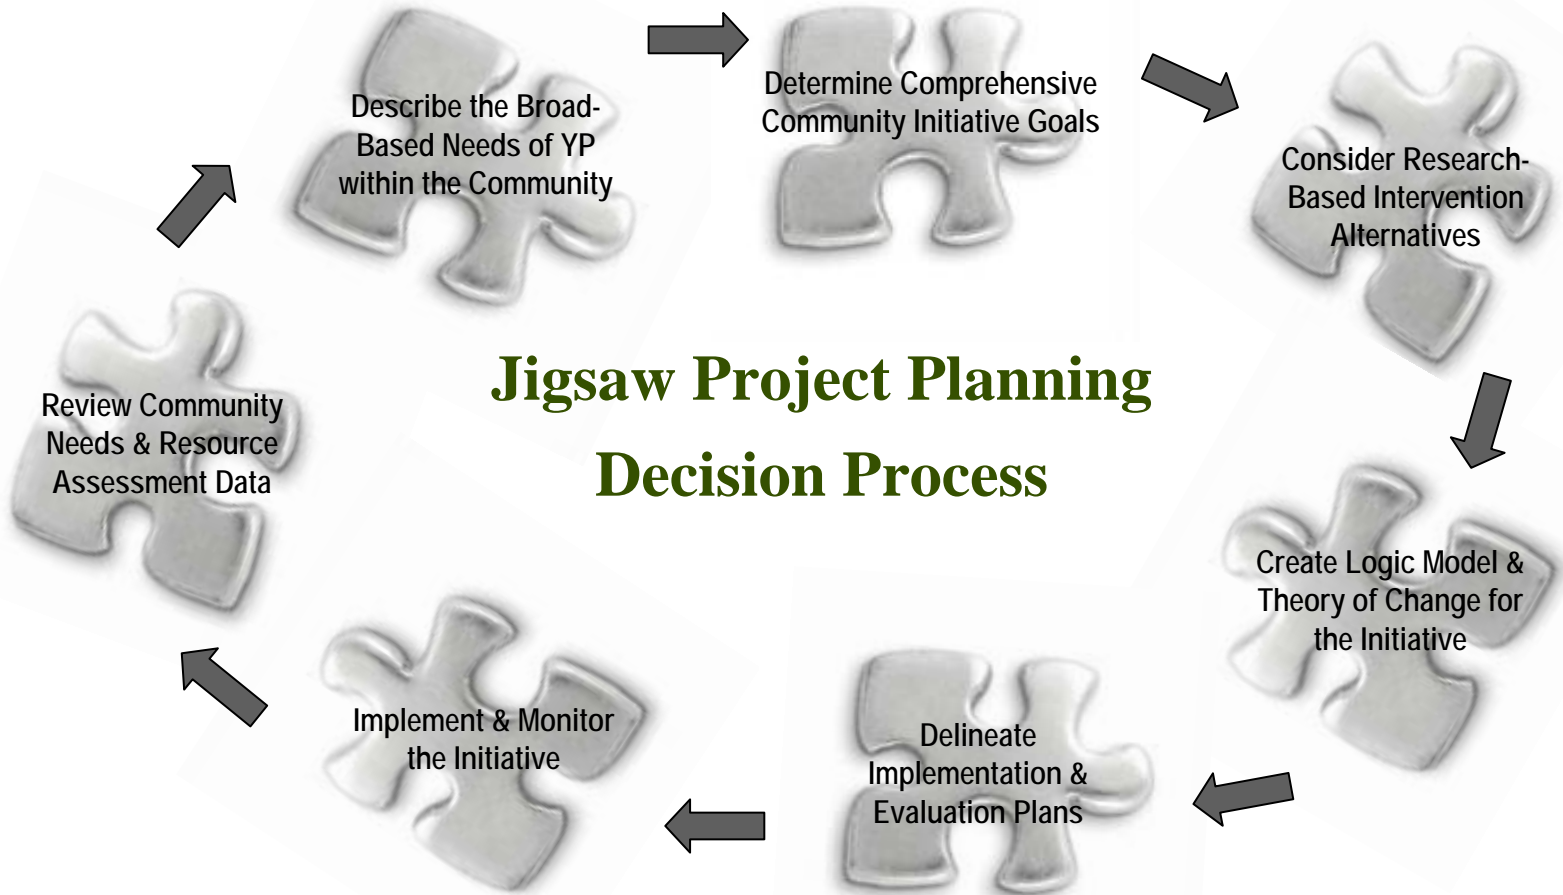 Describe the Broad-
Based Needs of YP
within the Community
Determine Comprehensive
Community Initiative Goals
Consider Research-
Based Intervention
Alternatives
Jigsaw Project Planning
Decision Process
Review Community
Needs & Resource
Assessment Data
Create Logic Model &
Theory of Change for
the Initiative
Implement & Monitor
the Initiative
Delineate
Implementation &
Evaluation Plans